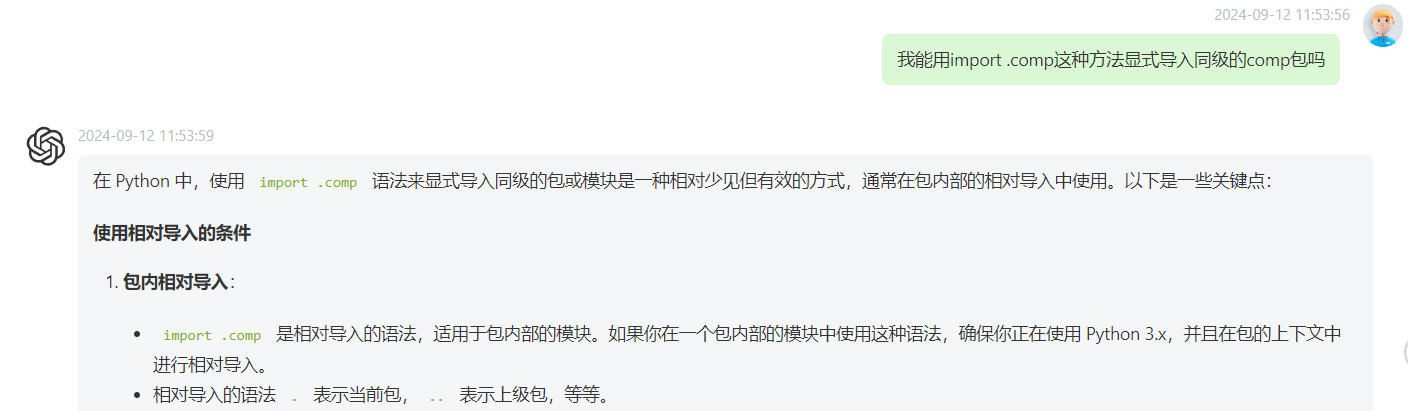 2024-09-12 11:53:56
我能用import .comp这种方法显式导入同级的comp包吗
2024-09-12 11:53:59
在 Python 中，使用 import .comp 语法来显式导入同级的包或模块是一种相对少见但有效的方式，通常在包内部的相对导入中使用。以下是一些关键点：
使用相对导入的条件
1. 包内相对导入：
• import .comp 是相对导入的语法，适用于包内部的模块。如果你在一个包内部的模块中使用这种语法，确保你正在使用 Python 3.x，并且在包的上下文中
进行相对导入。
• 相对导入的语法 . 表示当前包， .. 表示上级包，等等。